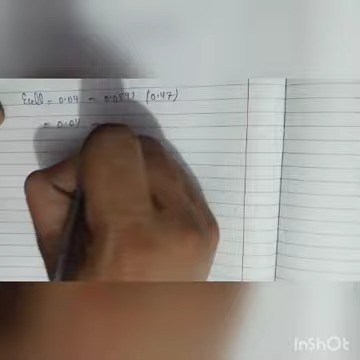 Ecell = 0.04 - 0.0591 (0.47)
= 0.04 -
InShOt